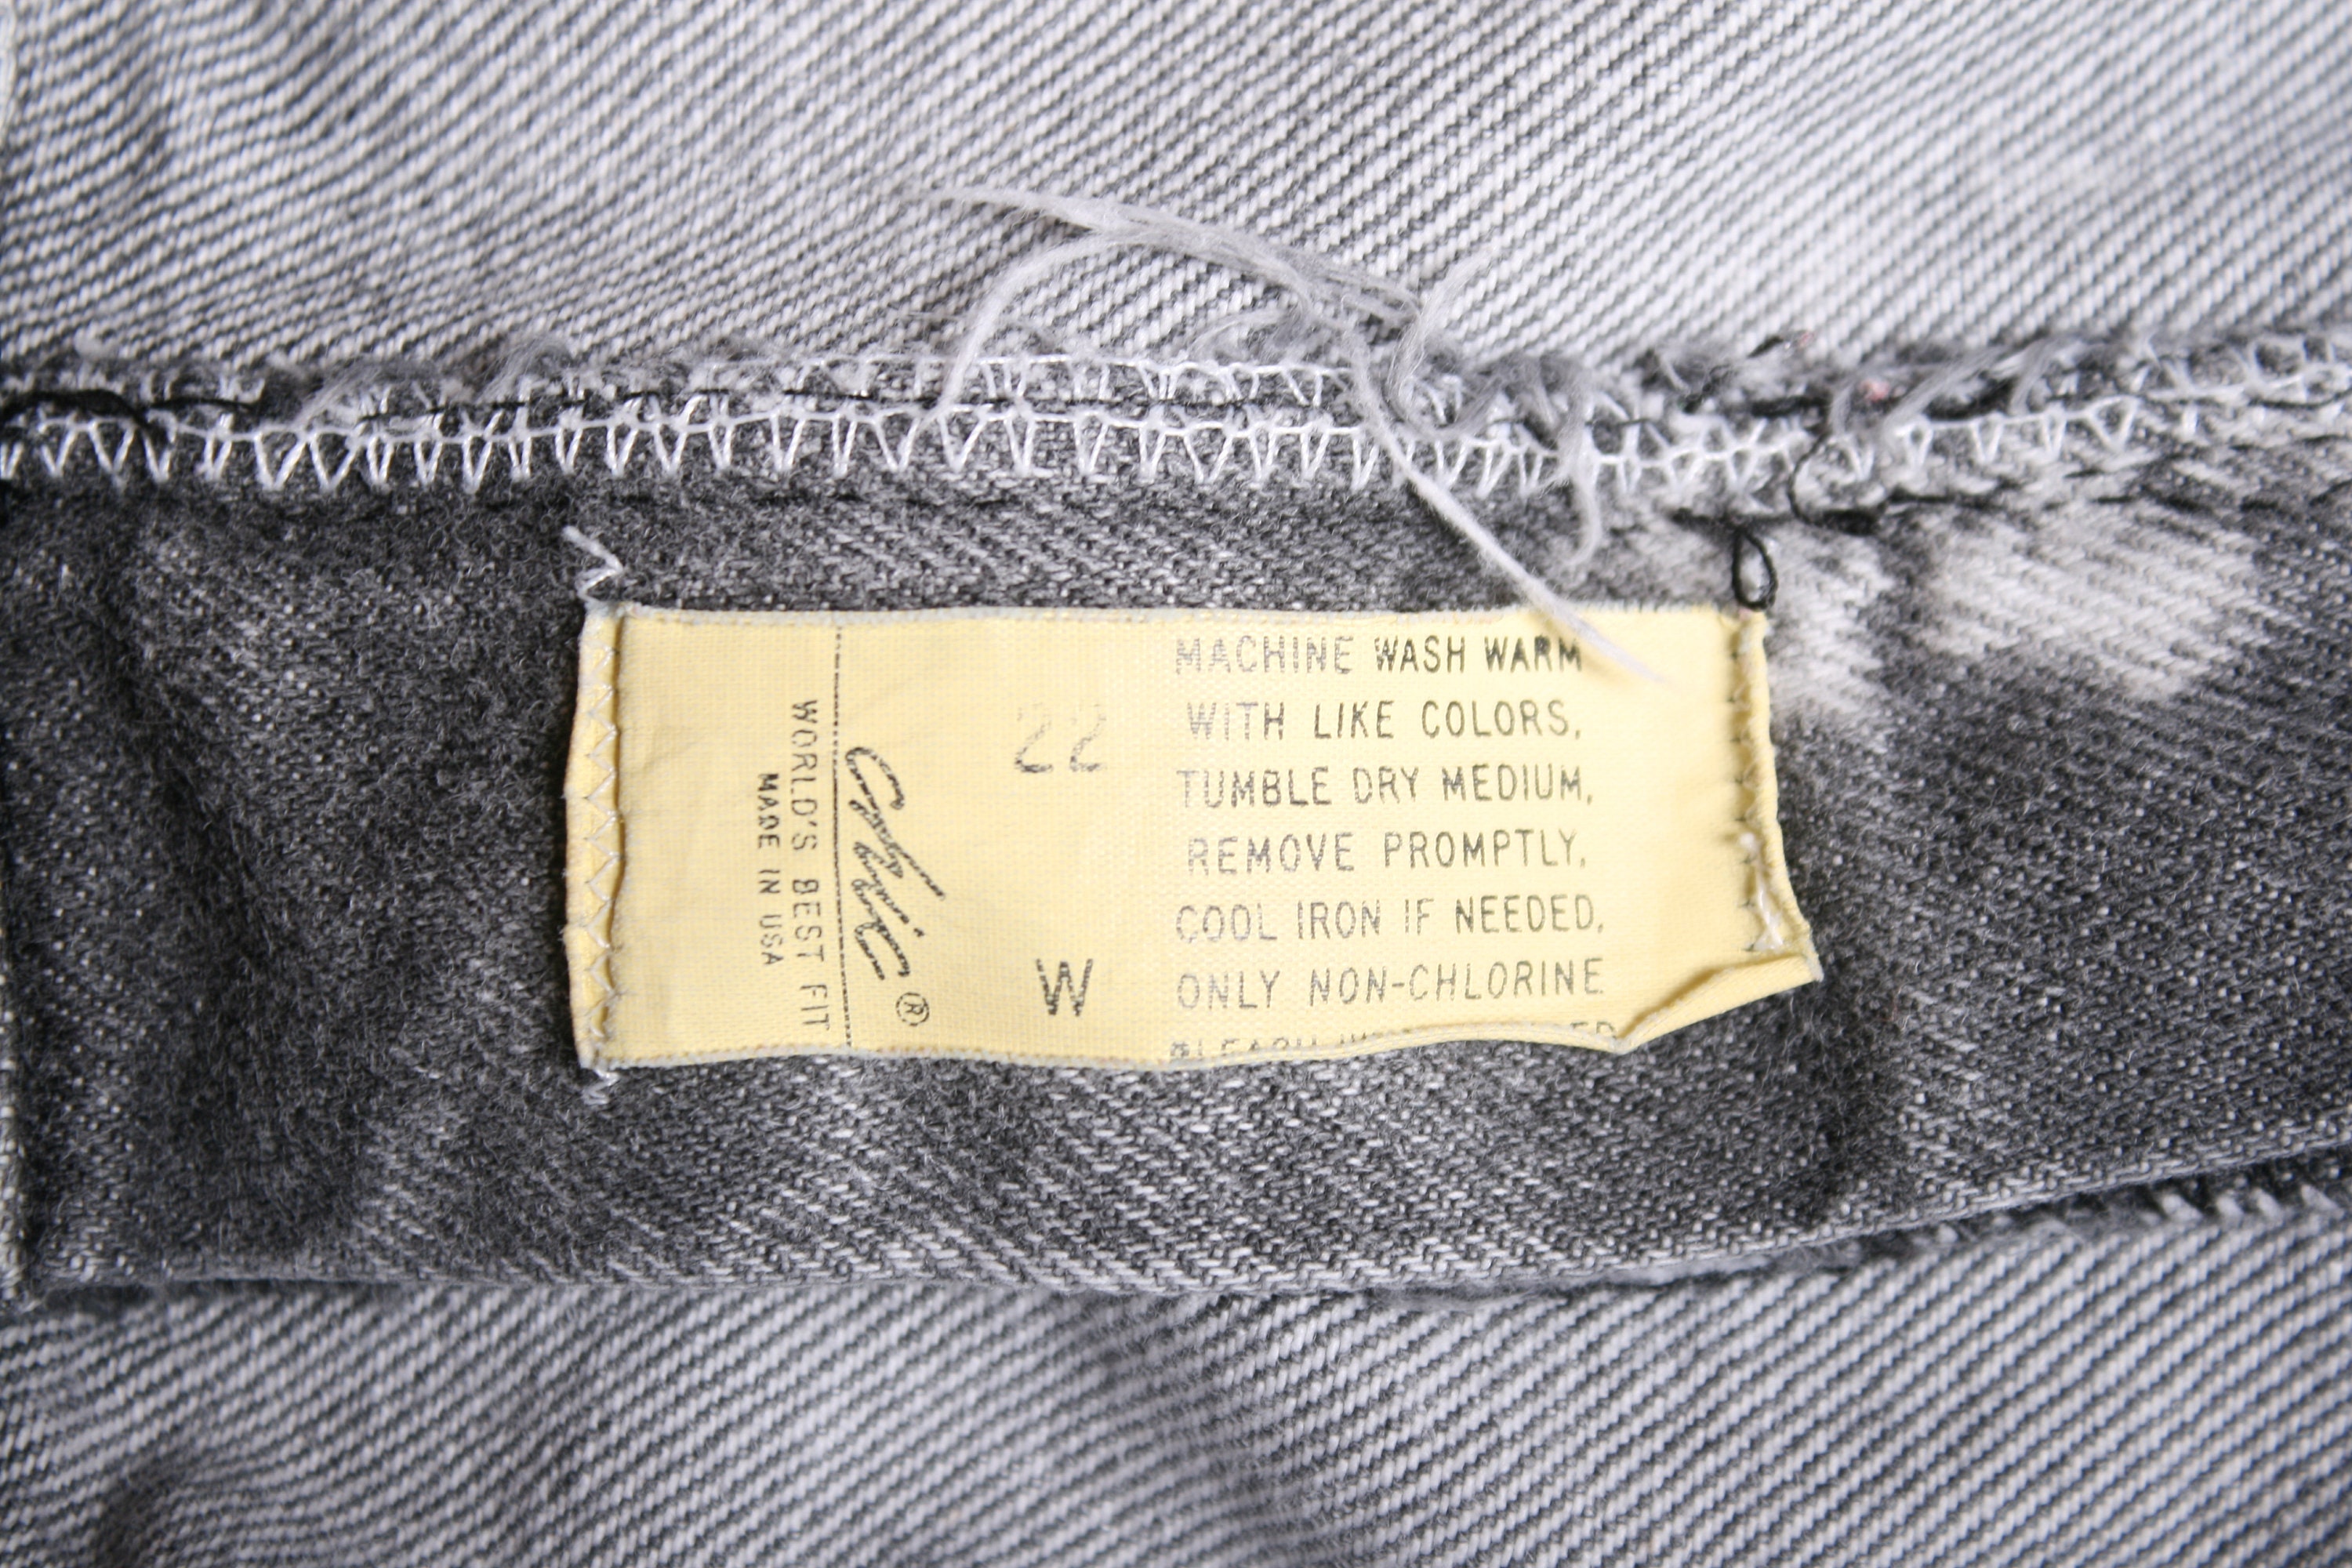 WORLD'S BEST FIT
MADE IN USA
Chic®
22
W
MACHINE WASH WARM
WITH LIKE COLORS,
TUMBLE DRY MEDIUM,
REMOVE PROMPTLY,
COOL IRON IF NEEDED,
ONLY NON-CHLORINE
BLEACH